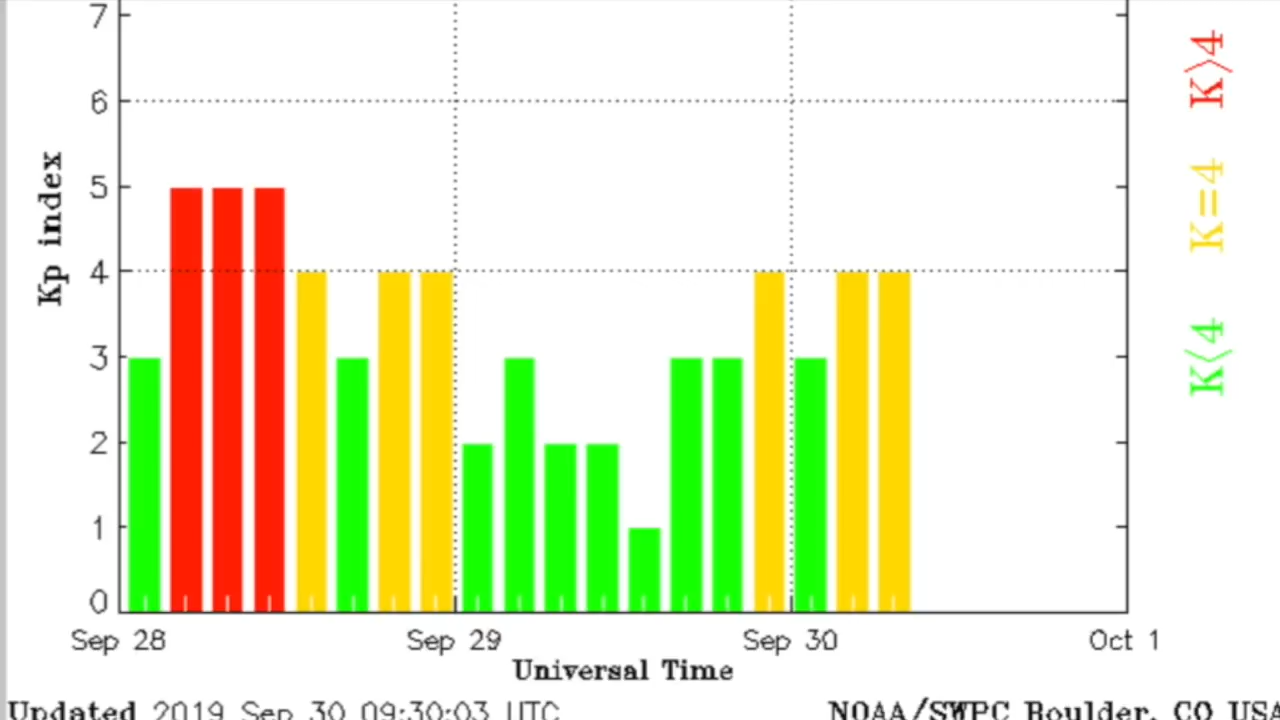 7
6
5
4
3
2
1
0
Kp index
K>4
K=4
K<4
Sep 28 Sep 29 Sep 30 Oct 1
Universal Time
Updated 2019 Sep 30 09:30:03 UTC
NOAA/SWPC Boulder, CO USA